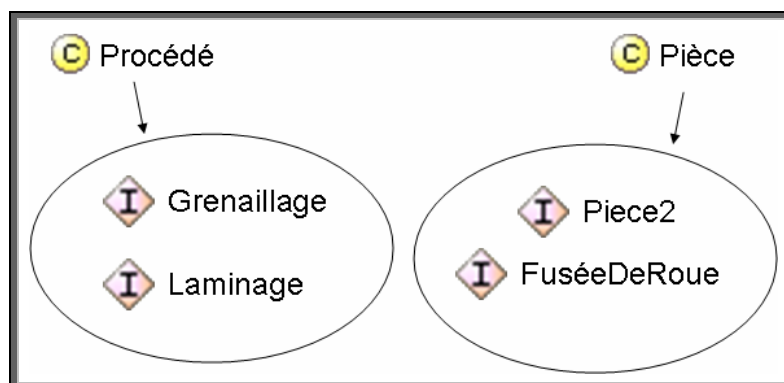 C Procédé
C Pièce
I Grenaillage
I Laminage
I Piece2
I FuséeDeRoue